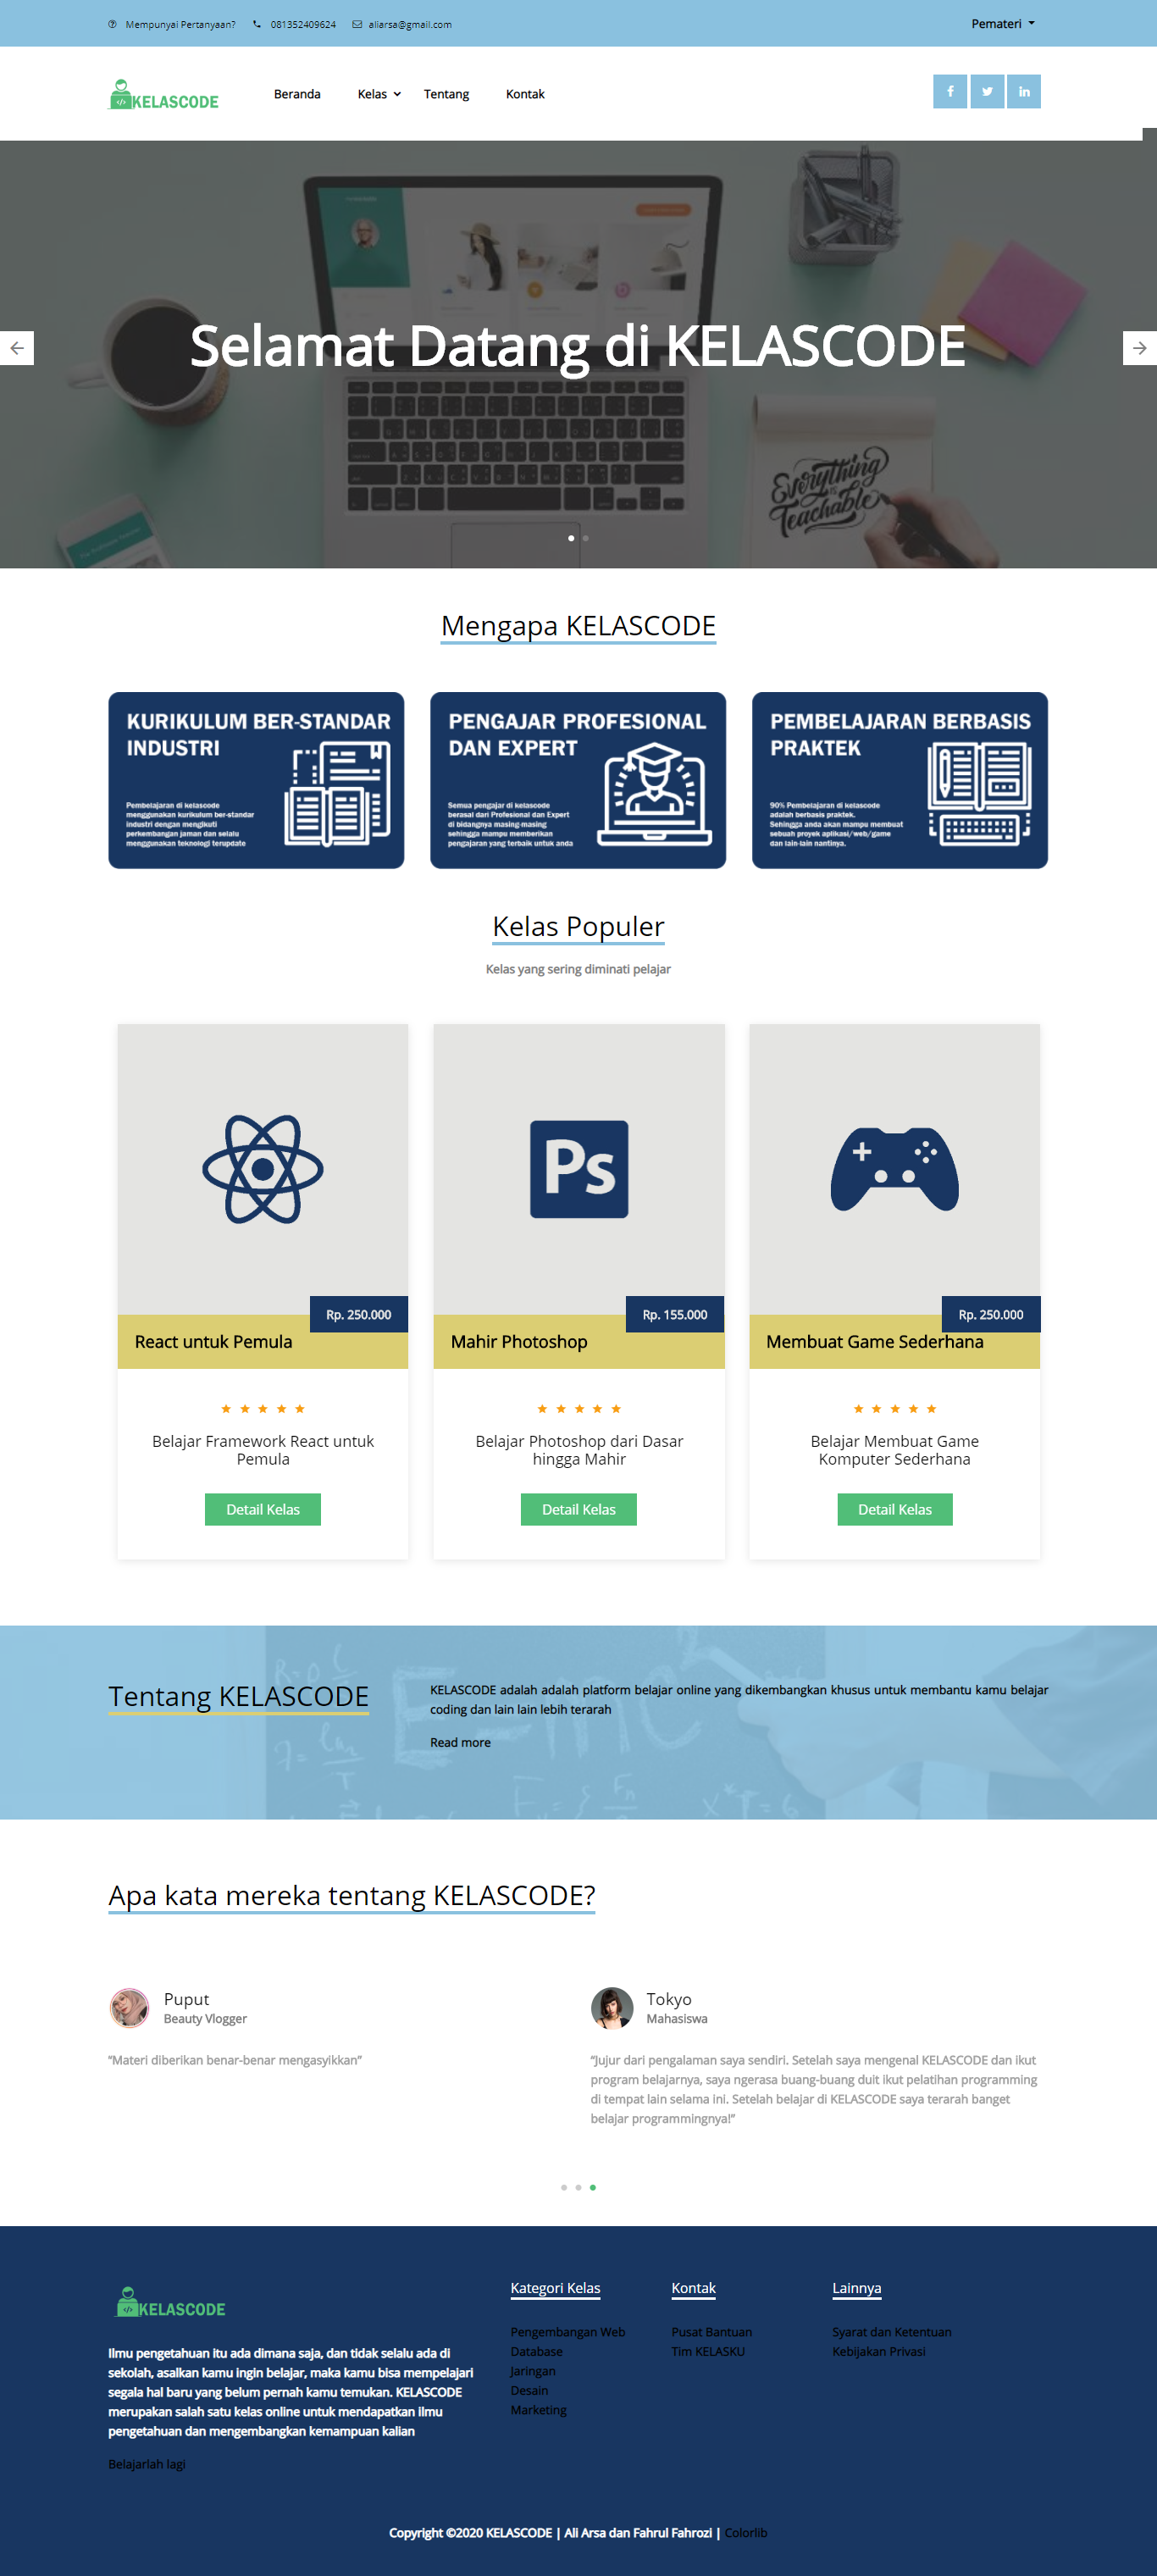 Mempunyai Pertanyaan? 081352409624 aliarsa@gmail.com Pemateri
KELASCODE
Beranda Kelas Tentang Kontak
Selamat Datang di KELASCODE
Everything
is
Teachable
Mengapa KELASCODE
KURIKULUM BER-STANDAR
INDUSTRI
Pembelajaran di kelascode
menggunakan kurikulum ber-standar
industri dengan mengikuti
perkembangan jaman dan selalu
menggunakan teknologi terupdate
PENGAJAR PROFESIONAL
DAN EXPERT
Semua pengajar di kelascode
berasal dari Profesional dan Expert
di bidangnya masing-masing
sehingga mampu memberikan
pengajaran yang terbaik untuk anda
PEMBELAJARAN BERBASIS
PRAKTEK
90% Pembelajaran di kelascode
adalah berbasis praktek.
Sehingga anda akan mampu membuat
sebuah proyek aplikasi/web/game
dan lain-lain nantinya.
Kelas Populer
Kelas yang sering diminati pelajar
Rp. 250.000
React untuk Pemula
Belajar Framework React untuk
Pemula
Detail Kelas
Ps
Rp. 155.000
Mahir Photoshop
Belajar Photoshop dari Dasar
hingga Mahir
Detail Kelas
Rp. 250.000
Membuat Game Sederhana
Belajar Membuat Game
Komputer Sederhana
Detail Kelas
Tentang KELASCODE
KELASCODE adalah adalah platform belajar online yang dikembangkan khusus untuk membantu kamu belajar
coding dan lain lain lebih terarah
Read more
Apa kata mereka tentang KELASCODE?
Puput
Beauty Vlogger
“Materi diberikan benar-benar mengasyikkan”
Tokyo
Mahasiswa
“Jujur dari pengalaman saya sendiri. Setelah saya mengenal KELASCODE dan ikut
program belajarnya, saya ngerasa buang-buang duit ikut pelatihan programming
di tempat lain selama ini. Setelah belajar di KELASCODE saya terarah banget
belajar programmingnya!”
KELASCODE
Ilmu pengetahuan itu ada dimana saja, dan tidak selalu ada di
sekolah, asalkan kamu ingin belajar, maka kamu bisa mempelajari
segala hal baru yang belum pernah kamu temukan. KELASCODE
merupakan salah satu kelas online untuk mendapatkan ilmu
pengetahuan dan mengembangkan kemampuan kalian
Belajarlah lagi
Kategori Kelas
Pengembangan Web
Database
Jaringan
Desain
Marketing
Kontak
Pusat Bantuan
Tim KELASKU
Lainnya
Syarat dan Ketentuan
Kebijakan Privasi
Copyright ©2020 KELASCODE | Ali Arsa dan Fahrul Fahrozi | Colorlib